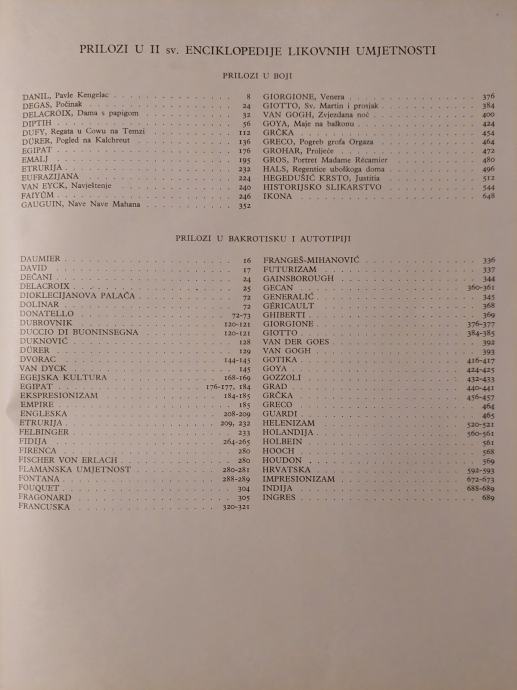 PRILOZI U II sv. ENCIKLOPEDIJE LIKOVNIH UMJETNOSTI
PRILOZI U BOJI
DANIL, Pavle Kengelac 8
DEGAS, Počinak 24
DELACROIX, Dama s papigom 32
DIPTIH 56
DUFY, Regata u Cowu na Temzi 112
DÜRER, Pogled na Kalchreut 136
EGIPAT 176
EMALJ 195
ETRURIJA 232
EUFRAZIJANA 224
VAN EYCK, Navještenje 240
FAIYŪM 246
GAUGUIN, Nave Nave Mahana 352
GIORGIONE, Venera 376
GIOTTO, Sv. Martin i prosjak 384
VAN GOGH, Zvjezdana noć 400
GOYA, Maje na balkonu 424
GRČKA 454
GRECO, Pogreb grofa Orgaza 464
GROHAR, Proljeće 472
GROS, Portret Madame Récamier 480
HALS, Regentice ubožkoga doma 496
HEGEDUŠIĆ KRSTO, Justitia 512
HISTORIJSKO SLIKARSTVO 544
IKONA 648
PRILOZI U BAKROTISKU I AUTOTIPIJI
DAUMIER 16
DAVID 17
DEČANI 24
DELACROIX 25
DIOKLECIJANOVA PALAČA 72
DOLINAR 72
DONATELLO 72-73
DUBROVNIK 120-121
DUCCIO DI BUONINSEGNA 120-121
DUKNOVIĆ 128
DÜRER 129
DVORAC 144-145
VAN DYCK 145
EGEJSKA KULTURA 168-169
EGIPAT 176-177, 184
EKSPRESIONIZAM 184-185
EMPIRE 185
ENGLESKA 208-209
ETRURIJA 209, 232
FELBINGER 233
FIDIJA 264-265
FIRENCA 280
FISCHER VON ERLACH 280
FLAMANSKA UMJETNOST 280-281
FONTANA 288-289
FOUQUET 304
FRAGONARD 305
FRANCUSKA 320-321
FRANGEŠ-MIHANOVIĆ 336
FUTURIZAM 337
GAINSBOROUGH 344
GECAN 360-361
GENERALIĆ 345
GÉRICAULT 368
GHIBERTI 369
GIORGIONE 376-377
GIOTTO 384-385
VAN DER GOES 392
VAN GOGH 393
GOTIKA 416-417
GOYA 424-425
GOZZOLI 432-433
GRAD 440-441
GRČKA 456-457
GRECO 464
GUARDI 465
HELENIZAM 520-521
HOLANDIJA 560-561
HOLBEIN 561
HOOCH 568
HOUDON 569
HRVATSKA 592-593
IMPRESIONIZAM 672-673
INDIJA 688-689
INGRES 689